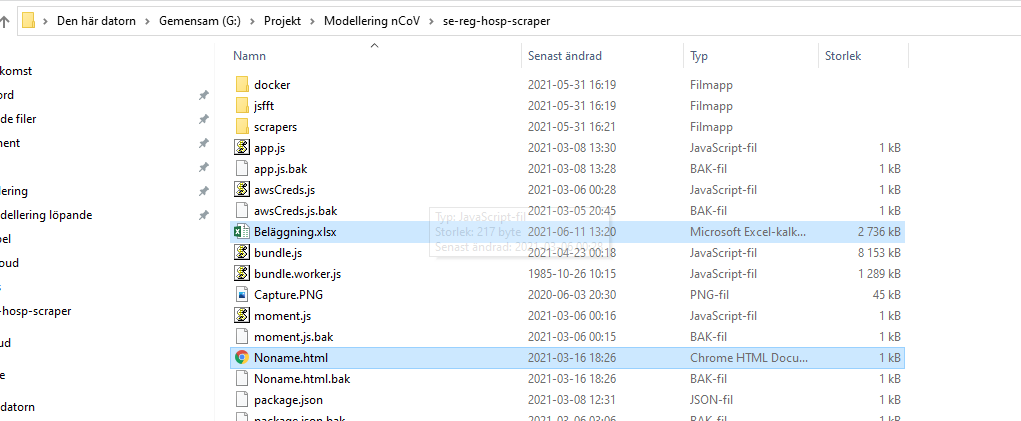 Den här datorn > Gemensam (G:) > Projekt > Modellering nCoV > se-reg-hosp-scraper
Namn Senast ändrad Typ Storlek
komst
ord
de filer
ment
lering
odellering löpande
pel
oud
s
-hosp-scraper
ud
e
datorn
docker 2021-05-31 16:19 Filmapp
jsfft 2021-05-31 16:19 Filmapp
scrapers 2021-05-31 16:21 Filmapp
app.js 2021-03-08 13:30 JavaScript-fil 1 kB
app.js.bak 2021-03-08 13:28 BAK-fil 1 kB
awsCreds.js 2021-03-06 00:28 JavaScript-fil 1 kB
awsCreds.js.bak 2021-03-05 20:45 BAK-fil 1 kB
Typ: JavaScript-fil
Beläggning.xlsx 2021-06-11 13:20 Microsoft Excel-kalk... 2 736 kB
Storlek: 217 byte
Senast ändrad: 2021-03-06 00:28
bundle.js 2021-04-23 00:18 JavaScript-fil 8 153 kB
bundle.worker.js 1985-10-26 10:15 JavaScript-fil 1 289 kB
Capture.PNG 2020-06-03 20:30 PNG-fil 45 kB
moment.js 2021-03-06 00:16 JavaScript-fil 1 kB
moment.js.bak 2021-03-06 00:15 BAK-fil 1 kB
Noname.html 2021-03-16 18:26 Chrome HTML Docu... 1 kB
Noname.html.bak 2021-03-16 18:26 BAK-fil 1 kB
package.json 2021-03-08 12:31 JSON-fil 1 kB
package.json.bak 2021-03-06 03:06 BAK-fil 1 kB